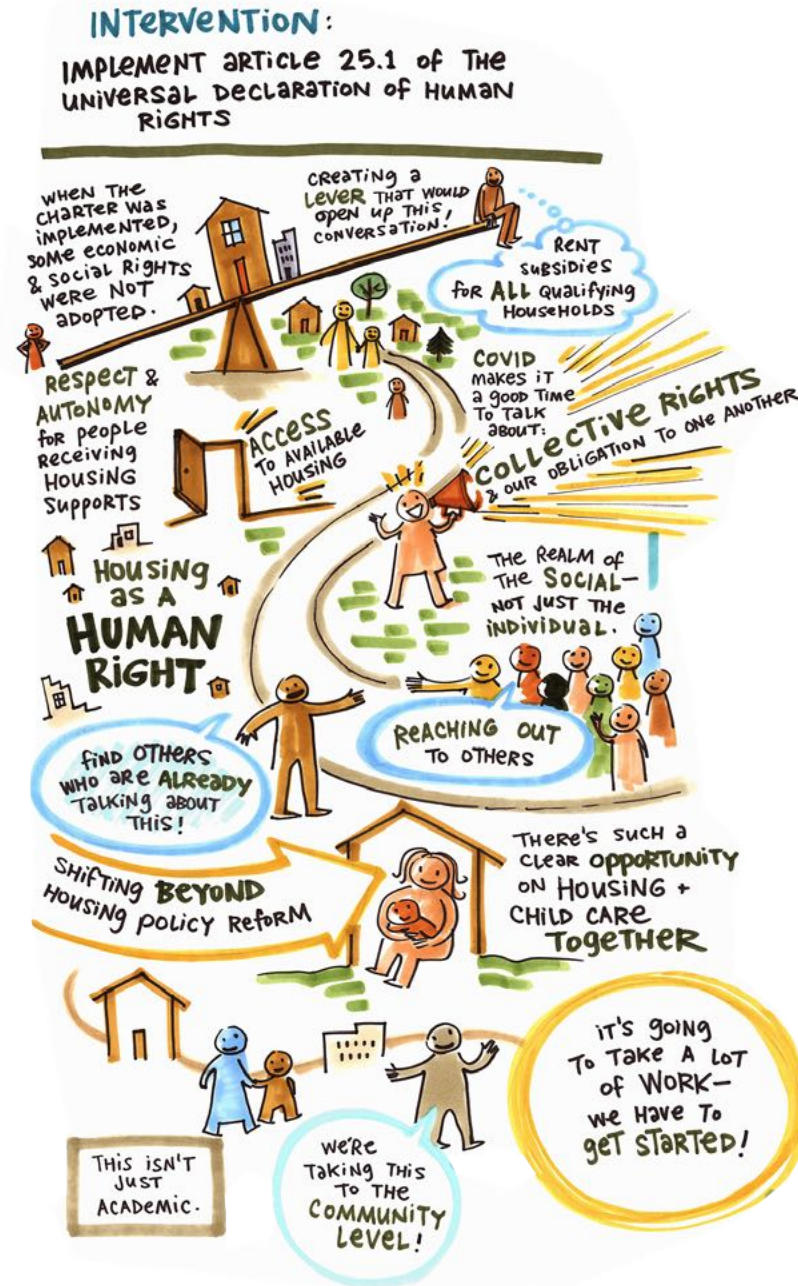 INTERVENTION:
IMPLEMENT ARTICLE 25.1 OF THE
UNIVERSAL DECLARATION OF HUMAN
RIGHTS
WHEN THE
CHARTER WAS
IMPLEMENTED,
SOME ECONOMIC
& SOCIAL RIGHTS
WERE NOT
ADOPTED.
CREATING A
LEVER THAT WOULD
OPEN UP THIS
CONVERSATION!
RENT
SUBSIDIES
FOR ALL QUALIFYING
HOUSEHOLDS
RESPECT &
AUTONOMY
FOR PEOPLE
RECEIVING
HOUSING
SUPPORTS
ACCESS
TO AVAILABLE
HOUSING
COVID
MAKES IT
A GOOD TIME
TO TALK
ABOUT:
COLLECTIVE RIGHTS
& OUR OBLIGATION TO ONE ANOTHER
HOUSING
AS A
HUMAN
RIGHT
THE REALM OF
THE SOCIAL—
NOT JUST THE
INDIVIDUAL.
FIND OTHERS
WHO ARE ALREADY
TALKING ABOUT
THIS!
REACHING OUT
TO OTHERS
SHIFTING BEYOND
HOUSING POLICY REFORM
THERE'S SUCH A
CLEAR OPPORTUNITY
ON HOUSING +
CHILD CARE
TOGETHER
IT'S GOING
TO TAKE A LOT
OF WORK—
WE HAVE TO
GET STARTED!
THIS ISN'T
JUST
ACADEMIC.
WE'RE
TAKING THIS
TO THE
COMMUNITY
LEVEL!